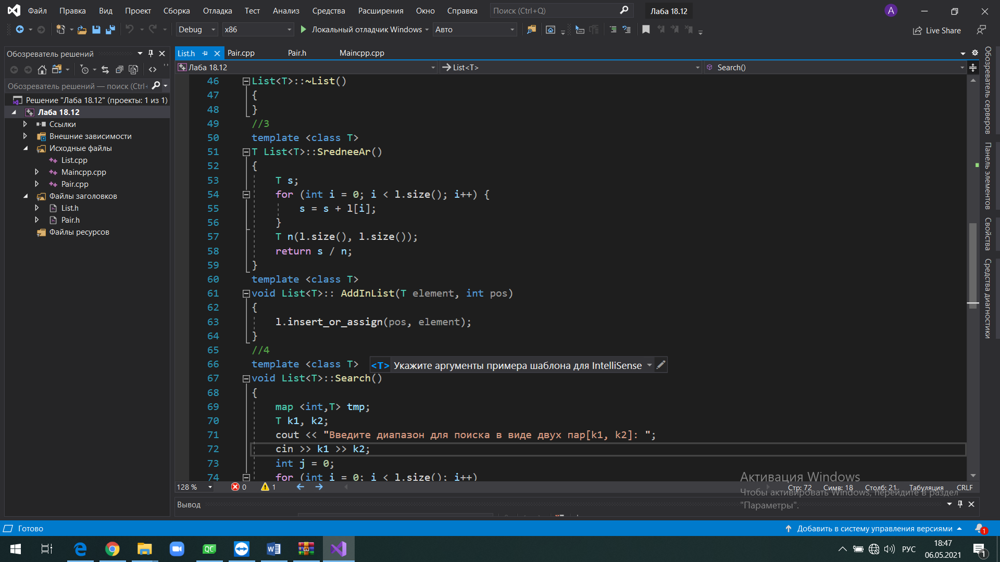 Файл Правка Вид Проект Сборка Отладка Тест Анализ Средства Расширения Окно Справка Поиск (Ctrl+Q) Лаба 18.12 A
Debug x86 Локальный отладчик Windows Авто Live Share
Обозреватель решений
Обозреватель решений — поиск (Ctrl+
Решение "Лаба 18.12" (проекты: 1 из 1)
Лаба 18.12
Ссылки
Внешние зависимости
Исходные файлы
List.cpp
Maincpp.cpp
Pair.cpp
Файлы заголовков
List.h
Pair.h
Файлы ресурсов
List.h Pair.cpp Pair.h Maincpp.cpp
Лаба 18.12 List<T> Search()
46 List<T>::~List()
47 {
48 }
49 //3
50 template <class T>
51 T List<T>::SredneeAr()
52 {
53 T s;
54 for (int i = 0; i < l.size(); i++) {
55 s = s + l[i];
56 }
57 T n(l.size(), l.size());
58 return s / n;
59 }
60 template <class T>
61 void List<T>:: AddInList(T element, int pos)
62 {
63 l.insert_or_assign(pos, element);
64 }
65 //4
66 template <class T> <T> Укажите аргументы примера шаблона для IntelliSense
67 void List<T>::Search()
68 {
69 map <int,T> tmp;
70 T k1, k2;
71 cout << "Введите диапазон для поиска в виде двух пар[k1, k2]: ";
72 cin >> k1 >> k2;
73 int j = 0;
74 for (int i = 0; i < l.size(); i++)
128 % 0 1 Стр: 72 Симв: 18 Столб: 21 Табуляция CRLF
Обозреватель серверов
Панель элементов
Свойства
Средства диагностики
Активация Windows
Чтобы активировать Windows, перейдите в раздел
"Параметры".
Вывод
Готово Добавить в систему управления версиями 1
QC W РУС 18:47
06.05.2021 1